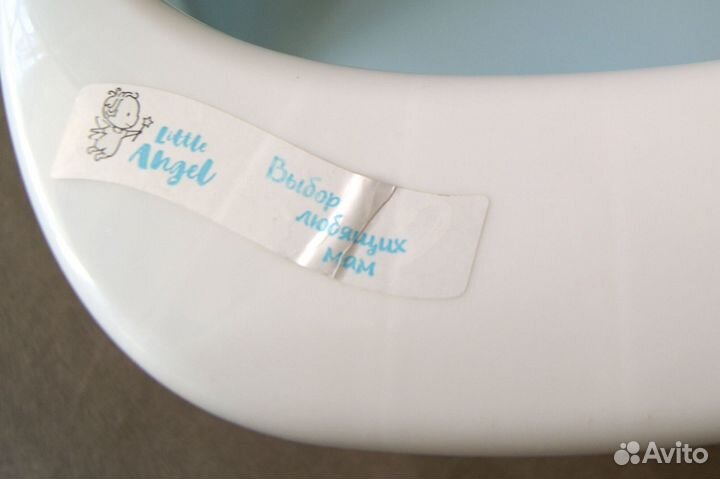 Little
Angel
Выбор
любящих
мам
Avito